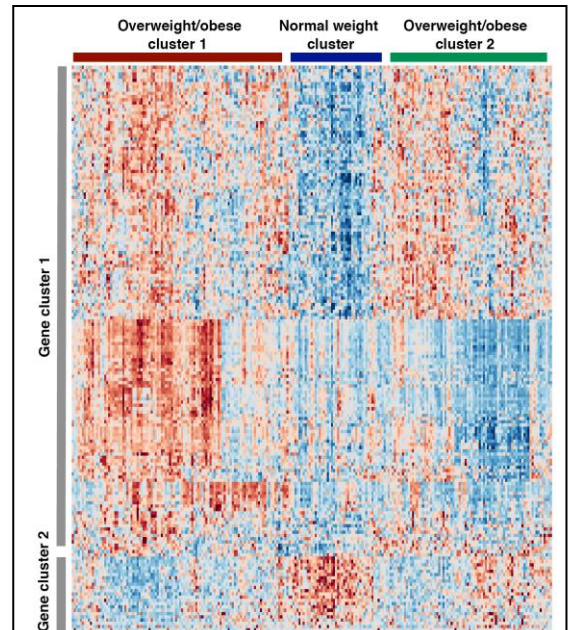 Overweight/obese
cluster 1
Normal weight
cluster
Overweight/obese
cluster 2
Gene cluster 1
Gene cluster 2